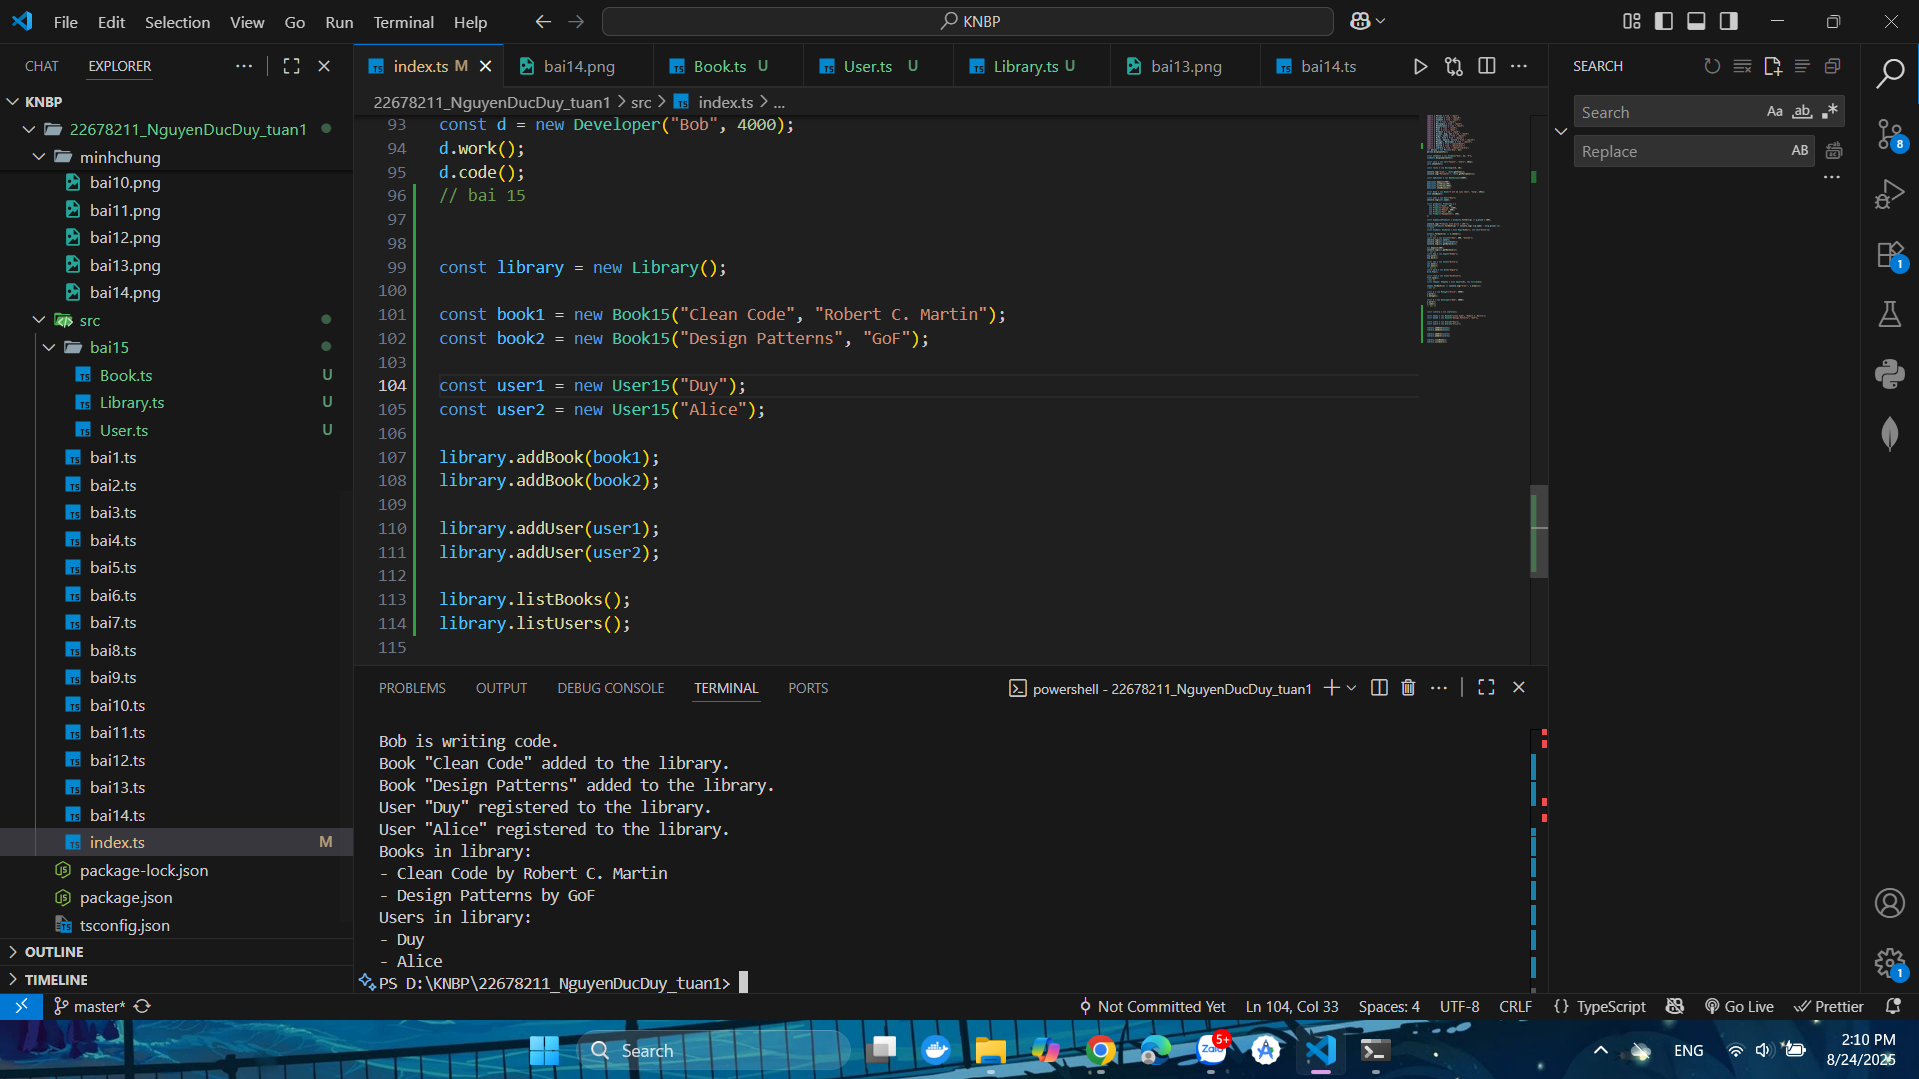 File Edit Selection View Go Run Terminal Help
KNBP
CHAT EXPLORER
KNBP
22678211_NguyenDucDuy_tuan1
minhchung
bai10.png
bai11.png
bai12.png
bai13.png
bai14.png
src
bai15
Book.ts U
Library.ts U
User.ts U
bai1.ts
bai2.ts
bai3.ts
bai4.ts
bai5.ts
bai6.ts
bai7.ts
bai8.ts
bai9.ts
bai10.ts
bai11.ts
bai12.ts
bai13.ts
bai14.ts
index.ts M
package-lock.json
package.json
tsconfig.json
OUTLINE
TIMELINE
index.ts M bai14.png Book.ts U User.ts U Library.ts U bai13.png bai14.ts
22678211_NguyenDucDuy_tuan1 > src > index.ts > ...
93 const d = new Developer("Bob", 4000);
94 d.work();
95 d.code();
96 // bai 15
97
98
99 const library = new Library();
100
101 const book1 = new Book15("Clean Code", "Robert C. Martin");
102 const book2 = new Book15("Design Patterns", "GoF");
103
104 const user1 = new User15("Duy");
105 const user2 = new User15("Alice");
106
107 library.addBook(book1);
108 library.addBook(book2);
109
110 library.addUser(user1);
111 library.addUser(user2);
112
113 library.listBooks();
114 library.listUsers();
115
PROBLEMS OUTPUT DEBUG CONSOLE TERMINAL PORTS
powershell - 22678211_NguyenDucDuy_tuan1
Bob is writing code.
Book "Clean Code" added to the library.
Book "Design Patterns" added to the library.
User "Duy" registered to the library.
User "Alice" registered to the library.
Books in library:
- Clean Code by Robert C. Martin
- Design Patterns by GoF
Users in library:
- Duy
- Alice
PS D:\KNBP\22678211_NguyenDucDuy_tuan1>
SEARCH
Search Aa ab .*
Replace AB
8
1
1
master* Not Committed Yet Ln 104, Col 33 Spaces: 4 UTF-8 CRLF {} TypeScript Go Live Prettier
Search
Zalo 5+
ENG
2:10 PM
8/24/2025